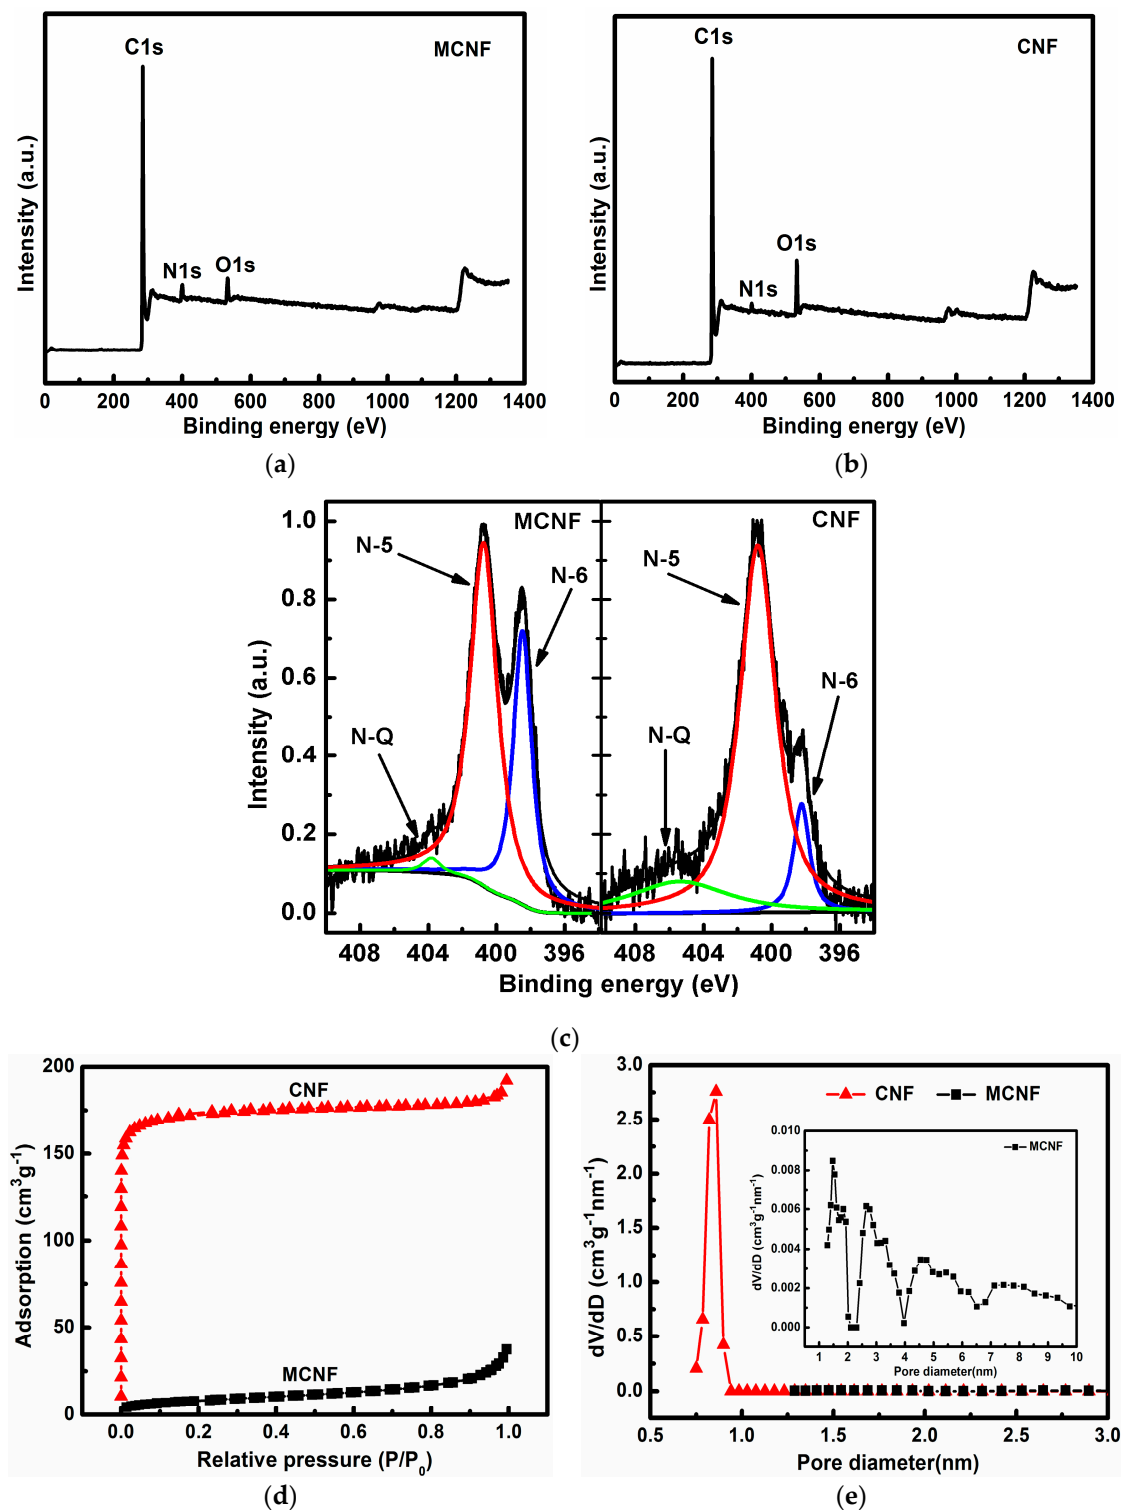 C1s
MCNF
N1s
O1s
Intensity (a.u.)
0 200 400 600 800 1000 1200 1400
Binding energy (eV)
(a)
C1s
CNF
O1s
N1s
Intensity (a.u.)
0 200 400 600 800 1000 1200 1400
Binding energy (eV)
(b)
1.0
0.8
0.6
0.4
0.2
0.0
Intensity (a.u.)
MCNF
N-5
N-6
N-Q
408 404 400 396
CNF
N-5
N-6
N-Q
408 404 400 396
Binding energy (eV)
(c)
200
150
100
50
0
Adsorption (cm³g⁻¹)
CNF
MCNF
0.0 0.2 0.4 0.6 0.8 1.0
Relative pressure (P/P₀)
(d)
3.0
2.5
2.0
1.5
1.0
0.5
0.0
dV/dD (cm³g⁻¹nm⁻¹)
CNF MCNF
0.010
0.008
0.006
0.004
0.002
0.000
dV/dD (cm³g⁻¹nm⁻¹)
MCNF
1 2 3 4 5 6 7 8 9 10
Pore diameter(nm)
0.5 1.0 1.5 2.0 2.5 3.0
Pore diameter(nm)
(e)